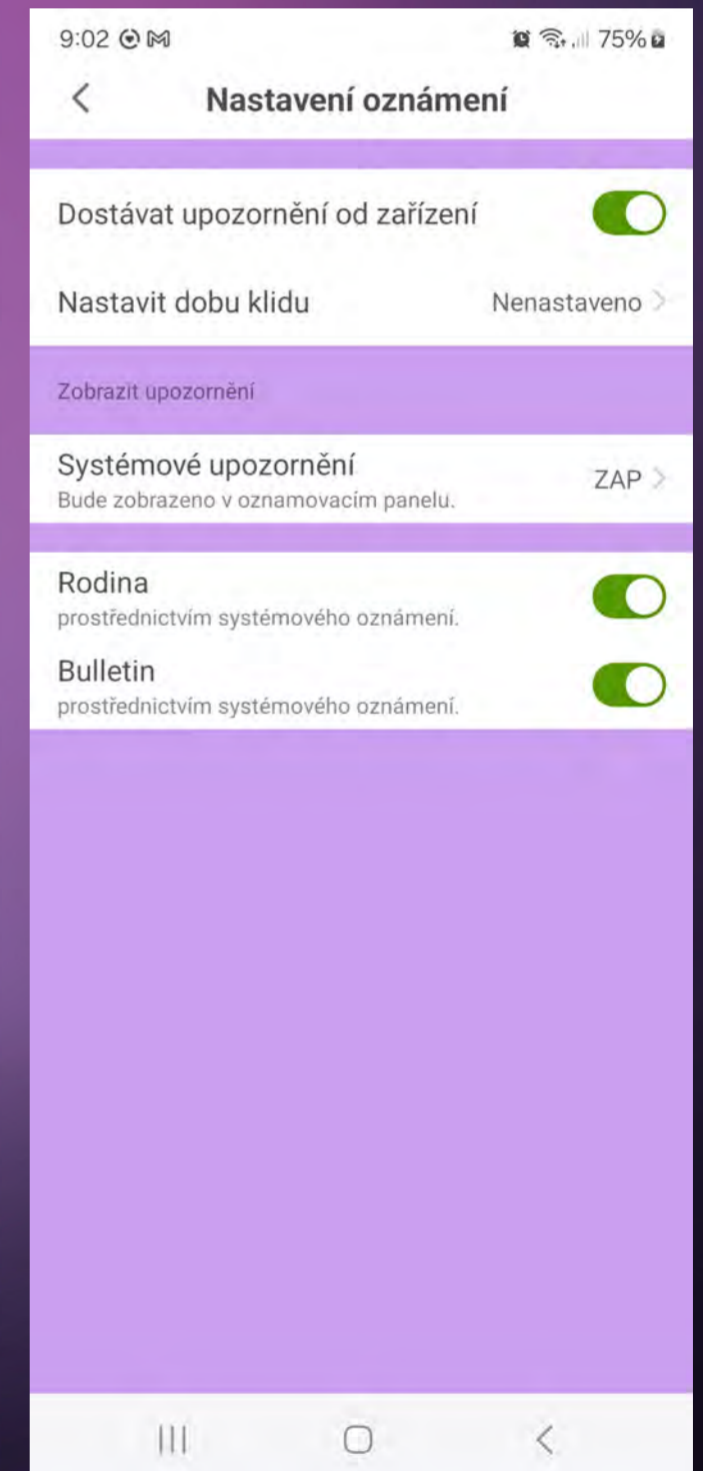 9:02
75%
Nastavení oznámení
Dostávat upozornění od zařízení
Nastavit dobu klidu Nenastaveno
Zobrazit upozornění
Systémové upozornění ZAP
Bude zobrazeno v oznamovacím panelu.
Rodina
prostřednictvím systémového oznámení.
Bulletin
prostřednictvím systémového oznámení.